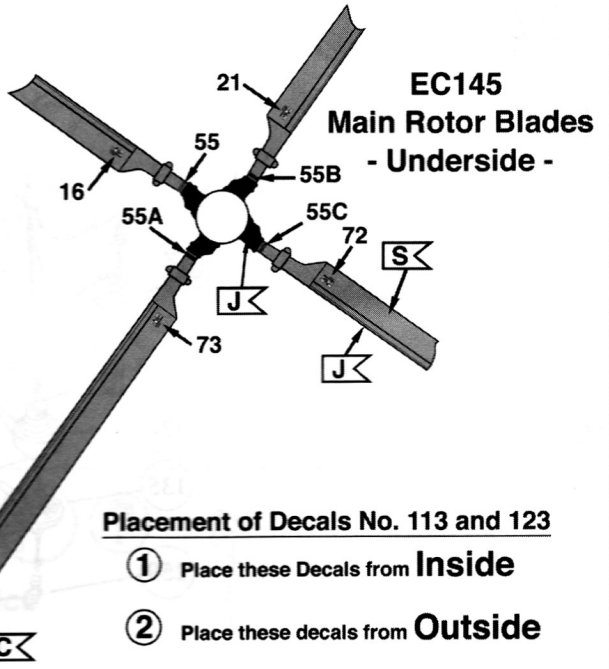 21
EC145
Main Rotor Blades
- Underside -
55
55B
16
55A
55C
72
S
J
73
J
Placement of Decals No. 113 and 123
1 Place these Decals from Inside
2 Place these decals from Outside
C